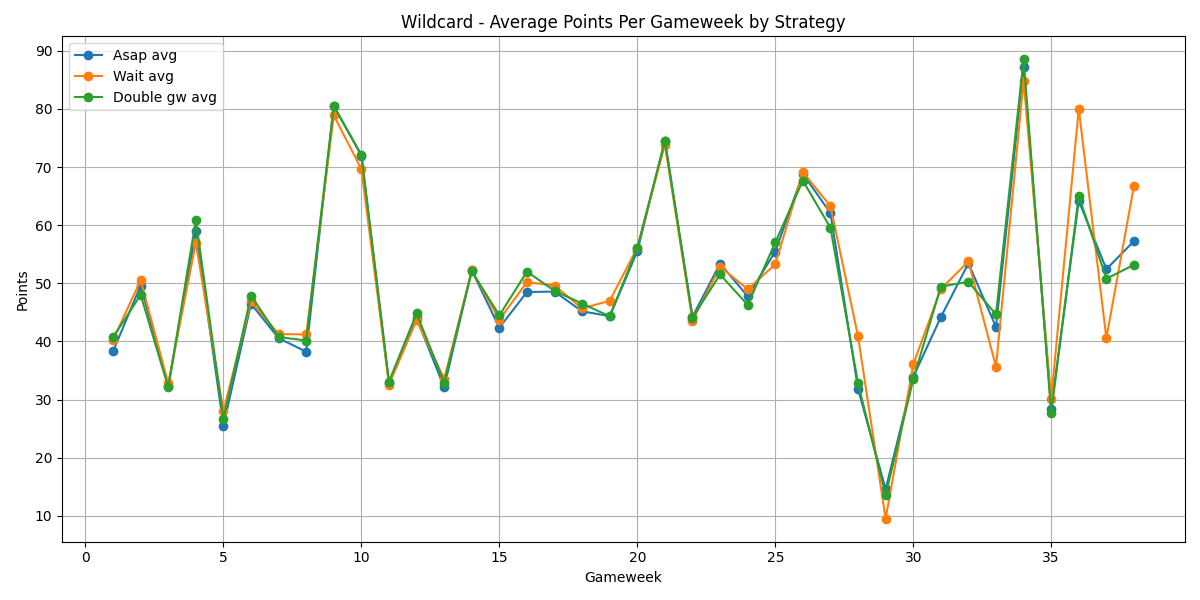 Wildcard - Average Points Per Gameweek by Strategy
Asap avg
Wait avg
Double gw avg
Points
90
80
70
60
50
40
30
20
10
0 5 10 15 20 25 30 35
Gameweek